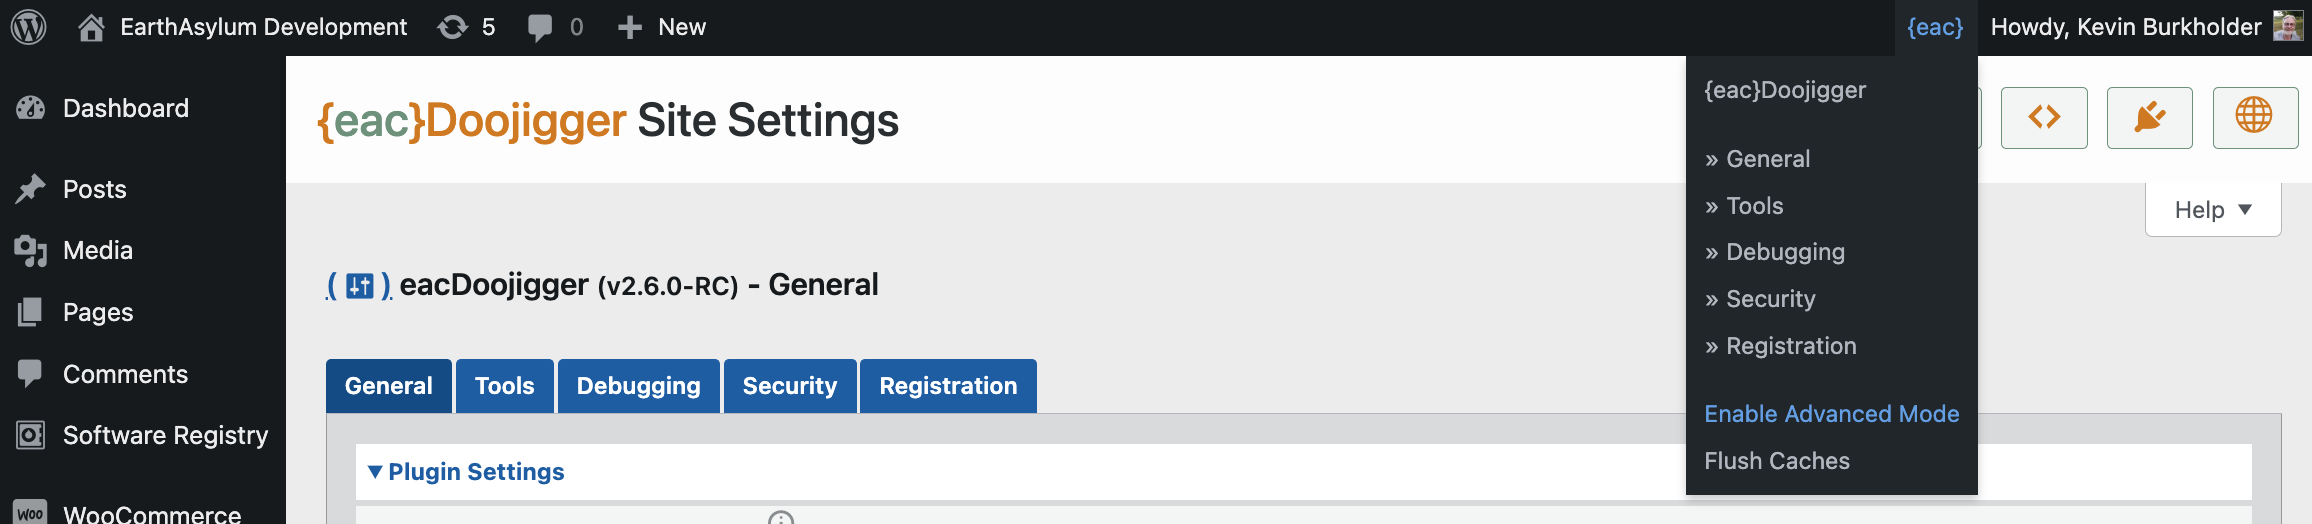 EarthAsylum Development 5 0 New {eac} Howdy, Kevin Burkholder
Dashboard
Posts
Media
Pages
Comments
Software Registry
Woo WooCommerce
{eac}Doojigger Site Settings
Help ▼
( ) eacDoojigger (v2.6.0-RC) - General
General Tools Debugging Security Registration
▼ Plugin Settings
{eac}Doojigger
» General
» Tools
» Debugging
» Security
» Registration
Enable Advanced Mode
Flush Caches